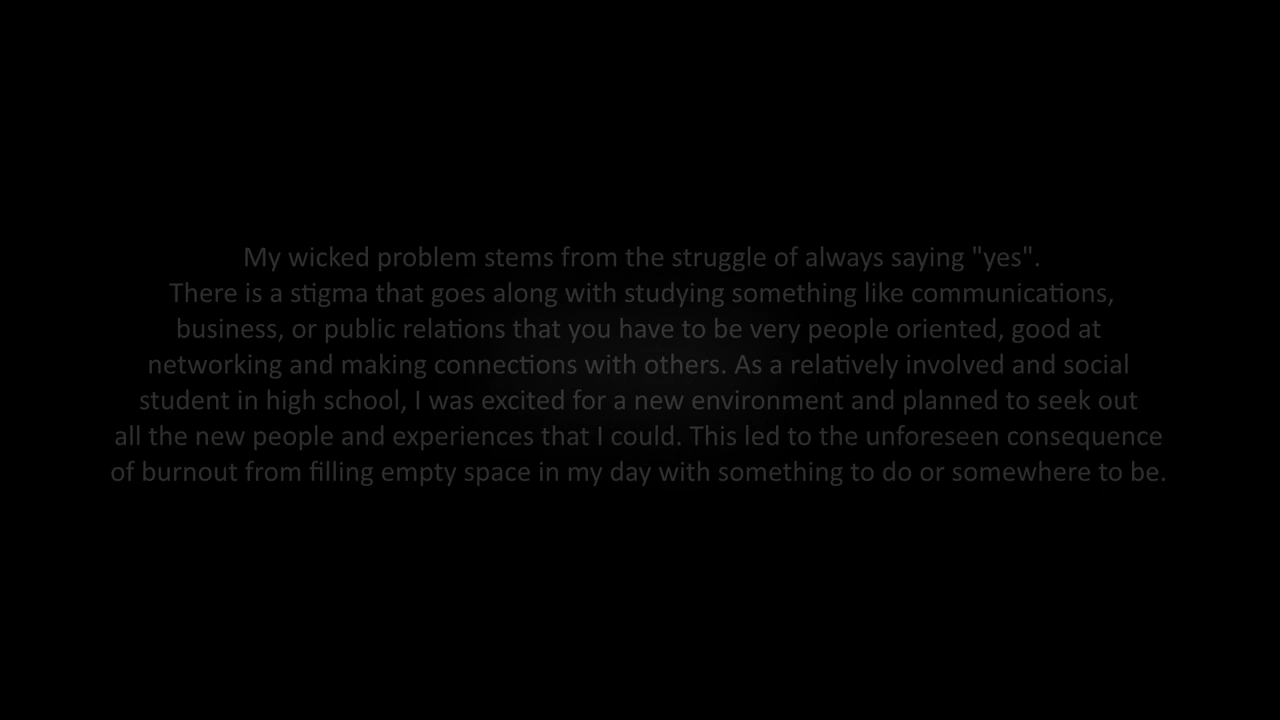 My wicked problem stems from the struggle of always saying "yes".
There is a stigma that goes along with studying something like communications,
business, or public relations that you have to be very people oriented, good at
networking and making connections with others. As a relatively involved and social
student in high school, I was excited for a new environment and planned to seek out
all the new people and experiences that I could. This led to the unforeseen consequence
of burnout from filling empty space in my day with something to do or somewhere to be.